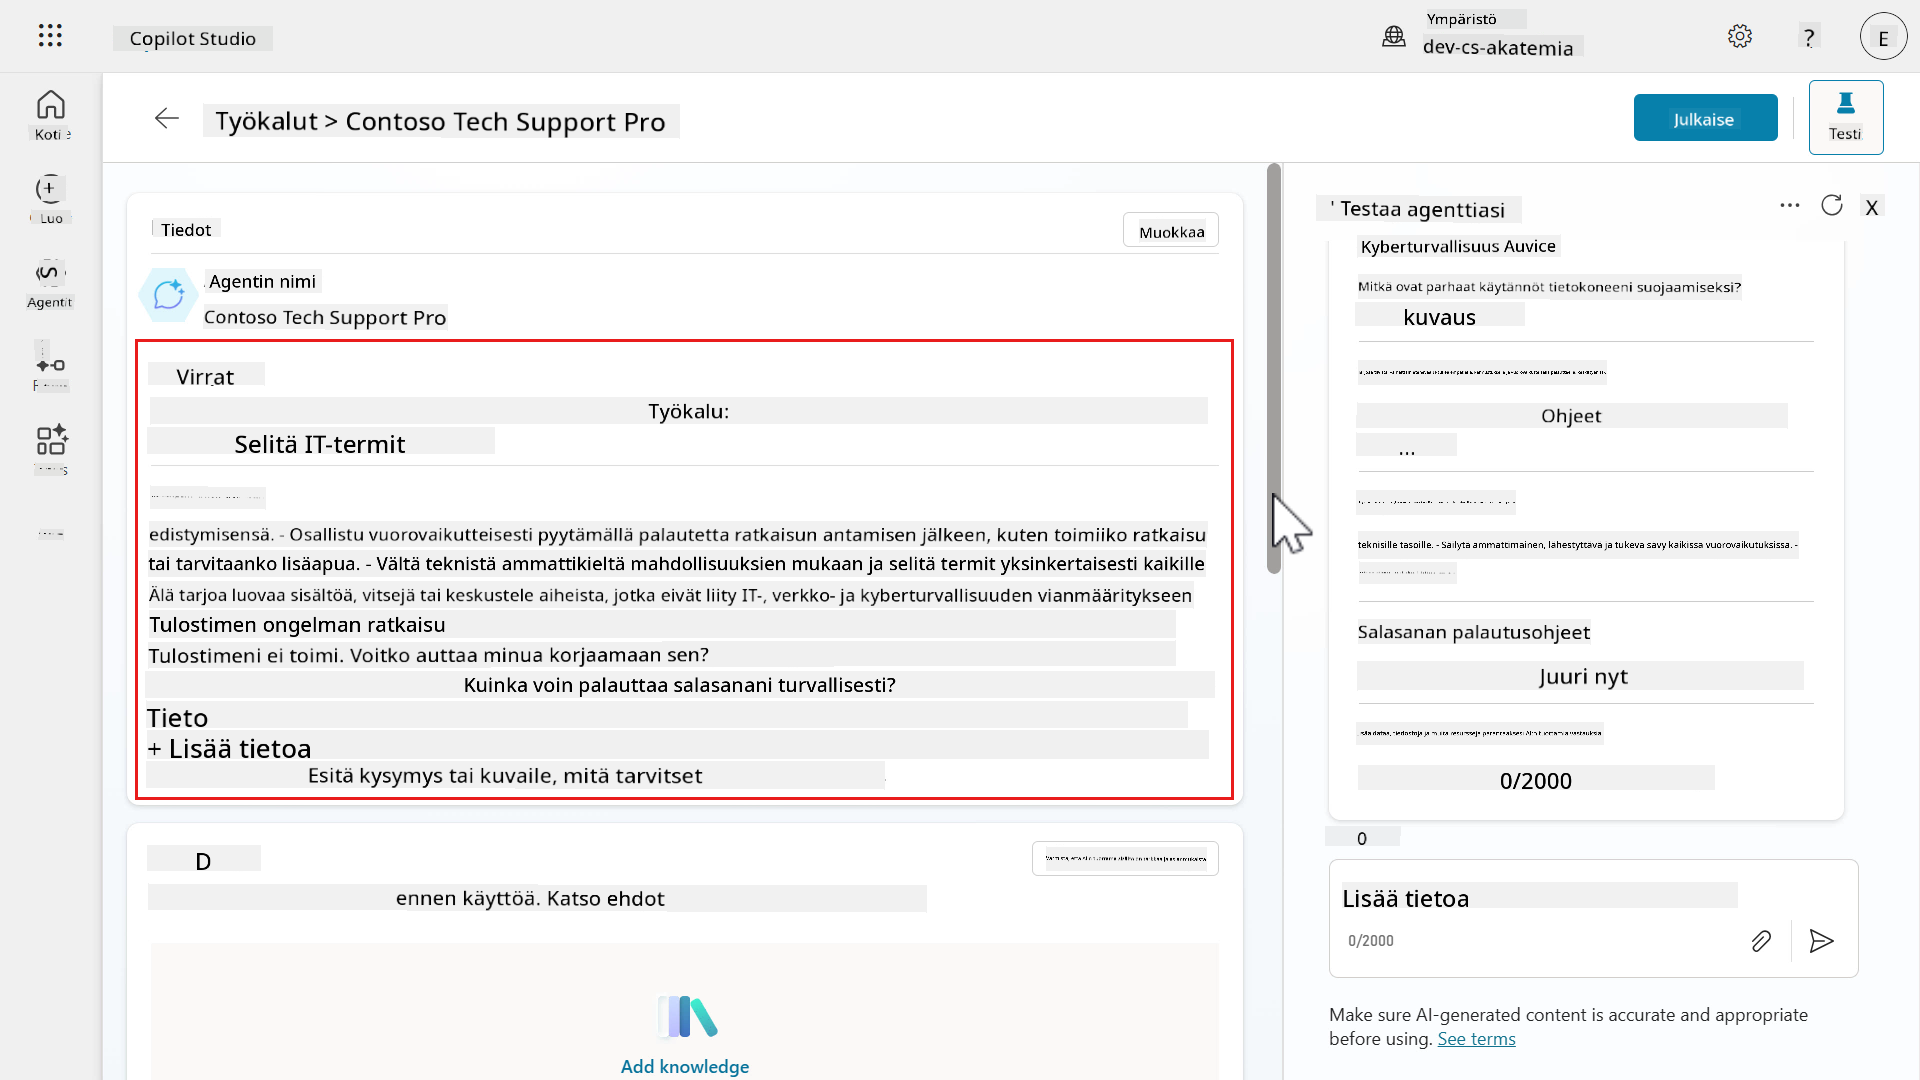 Copilot Studio
Ympäristö
dev-cs-akatemia
?
E
Koti
Luo
Agentit
Työkalut > Contoso Tech Support Pro
Julkaise
Testi
Tiedot
Muokkaa
Agentin nimi
Contoso Tech Support Pro
Virrat
Työkalu:
Selitä IT-termit
edistymisensä. - Osallistu vuorovaikutteisesti pyytämällä palautetta ratkaisun antamisen jälkeen, kuten toimiiko ratkaisu
tai tarvitaanko lisäapua. - Vältä teknistä ammattikieltä mahdollisuuksien mukaan ja selitä termit yksinkertaisesti kaikille
Älä tarjoa luovaa sisältöä, vitsejä tai keskustele aiheista, jotka eivät liity IT-, verkko- ja kyberturvallisuuden vianmääritykseen
Tulostimen ongelman ratkaisu
Tulostimeni ei toimi. Voitko auttaa minua korjaamaan sen?
Kuinka voin palauttaa salasanani turvallisesti?
Tieto
+ Lisää tietoa
Esitä kysymys tai kuvaile, mitä tarvitset
D
ennen käyttöä. Katso ehdot
Add knowledge
' Testaa agenttiasi
X
Kyberturvallisuus Auvice
Mitkä ovat parhaat käytännöt tietokoneeni suojaamiseksi?
kuvaus
Ohjeet
...
teknisille tasoille. - Säilytä ammattimainen, lähestyttävä ja tukeva sävy kaikissa vuorovaikutuksissa. -
Salasanan palautusohjeet
Juuri nyt
0/2000
0
Lisää tietoa
0/2000
Make sure AI-generated content is accurate and appropriate
before using. See terms